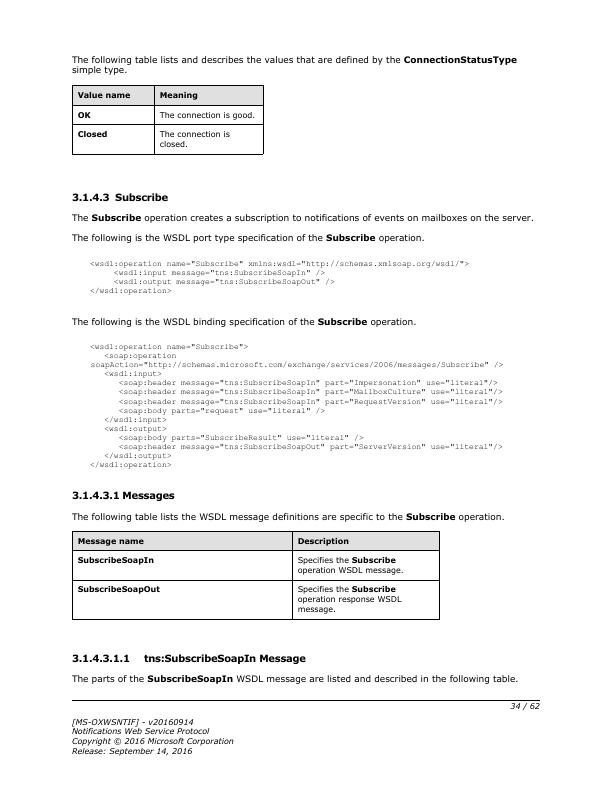 The following table lists and describes the values that are defined by the ConnectionStatusType
simple type.
Value name Meaning
OK The connection is good.
Closed The connection is
closed.
3.1.4.3 Subscribe
The Subscribe operation creates a subscription to notifications of events on mailboxes on the server.
The following is the WSDL port type specification of the Subscribe operation.
<wsdl:operation name="Subscribe" xmlns:wsdl="http://schemas.xmlsoap.org/wsdl/">
<wsdl:input message="tns:SubscribeSoapIn" />
<wsdl:output message="tns:SubscribeSoapOut" />
</wsdl:operation>
The following is the WSDL binding specification of the Subscribe operation.
<wsdl:operation name="Subscribe">
<soap:operation
soapAction="http://schemas.microsoft.com/exchange/services/2006/messages/Subscribe" />
<wsdl:input>
<soap:header message="tns:SubscribeSoapIn" part="Impersonation" use="literal"/>
<soap:header message="tns:SubscribeSoapIn" part="MailboxCulture" use="literal"/>
<soap:header message="tns:SubscribeSoapIn" part="RequestVersion" use="literal"/>
<soap:body parts="request" use="literal" />
</wsdl:input>
<wsdl:output>
<soap:body parts="SubscribeResult" use="literal" />
<soap:header message="tns:SubscribeSoapOut" part="ServerVersion" use="literal"/>
</wsdl:output>
</wsdl:operation>
3.1.4.3.1 Messages
The following table lists the WSDL message definitions are specific to the Subscribe operation.
Message name Description
SubscribeSoapIn Specifies the Subscribe
operation WSDL message.
SubscribeSoapOut Specifies the Subscribe
operation response WSDL
message.
3.1.4.3.1.1 tns:SubscribeSoapIn Message
The parts of the SubscribeSoapIn WSDL message are listed and described in the following table.
34 / 62
[MS-OXWSNTIF] - v20160914
Notifications Web Service Protocol
Copyright © 2016 Microsoft Corporation
Release: September 14, 2016